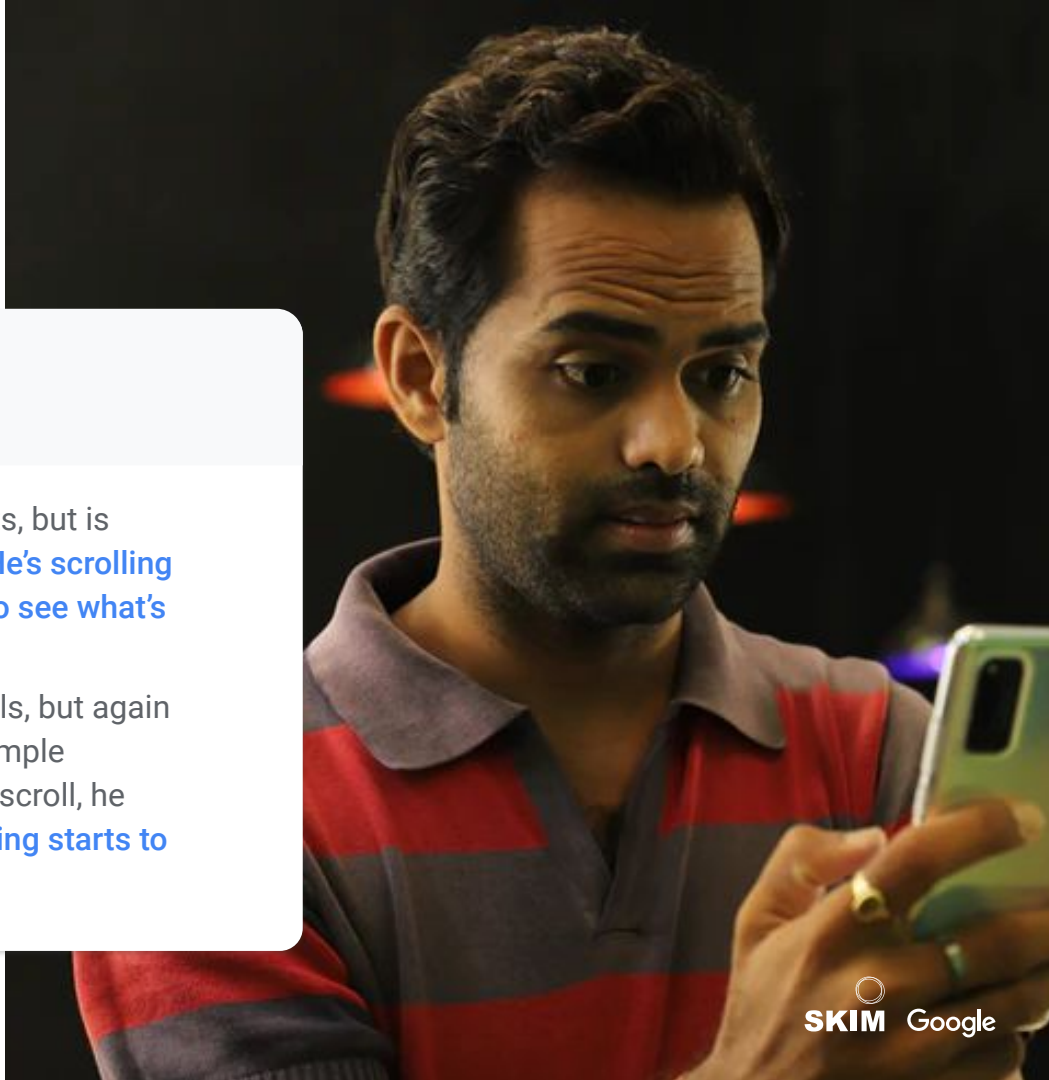 s, but is
le's scrolling
o see what's
ls, but again
mple
scroll, he
ing starts to
SKIM Google